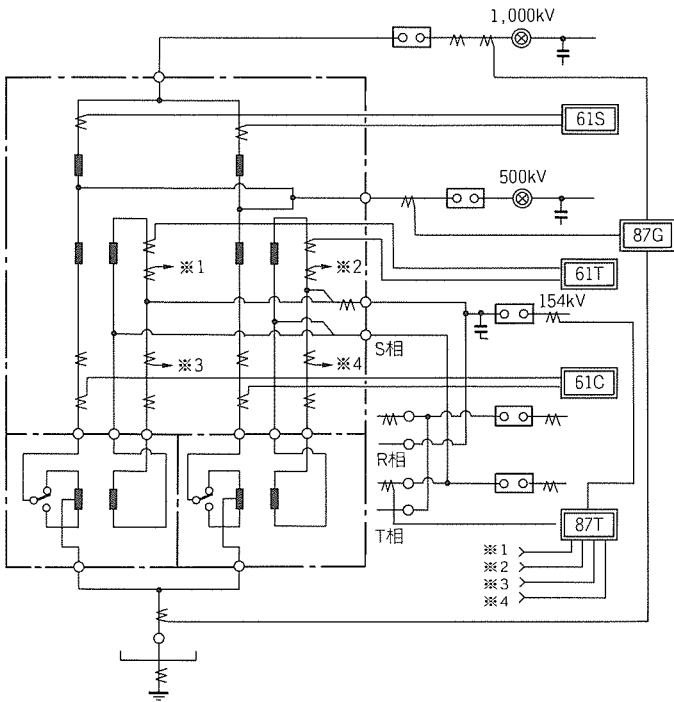 1,000kV
61S
500kV
87G
※1
※2
61T
154kV
S相
※3
※4
61C
R相
T相
87T
※1
※2
※3
※4